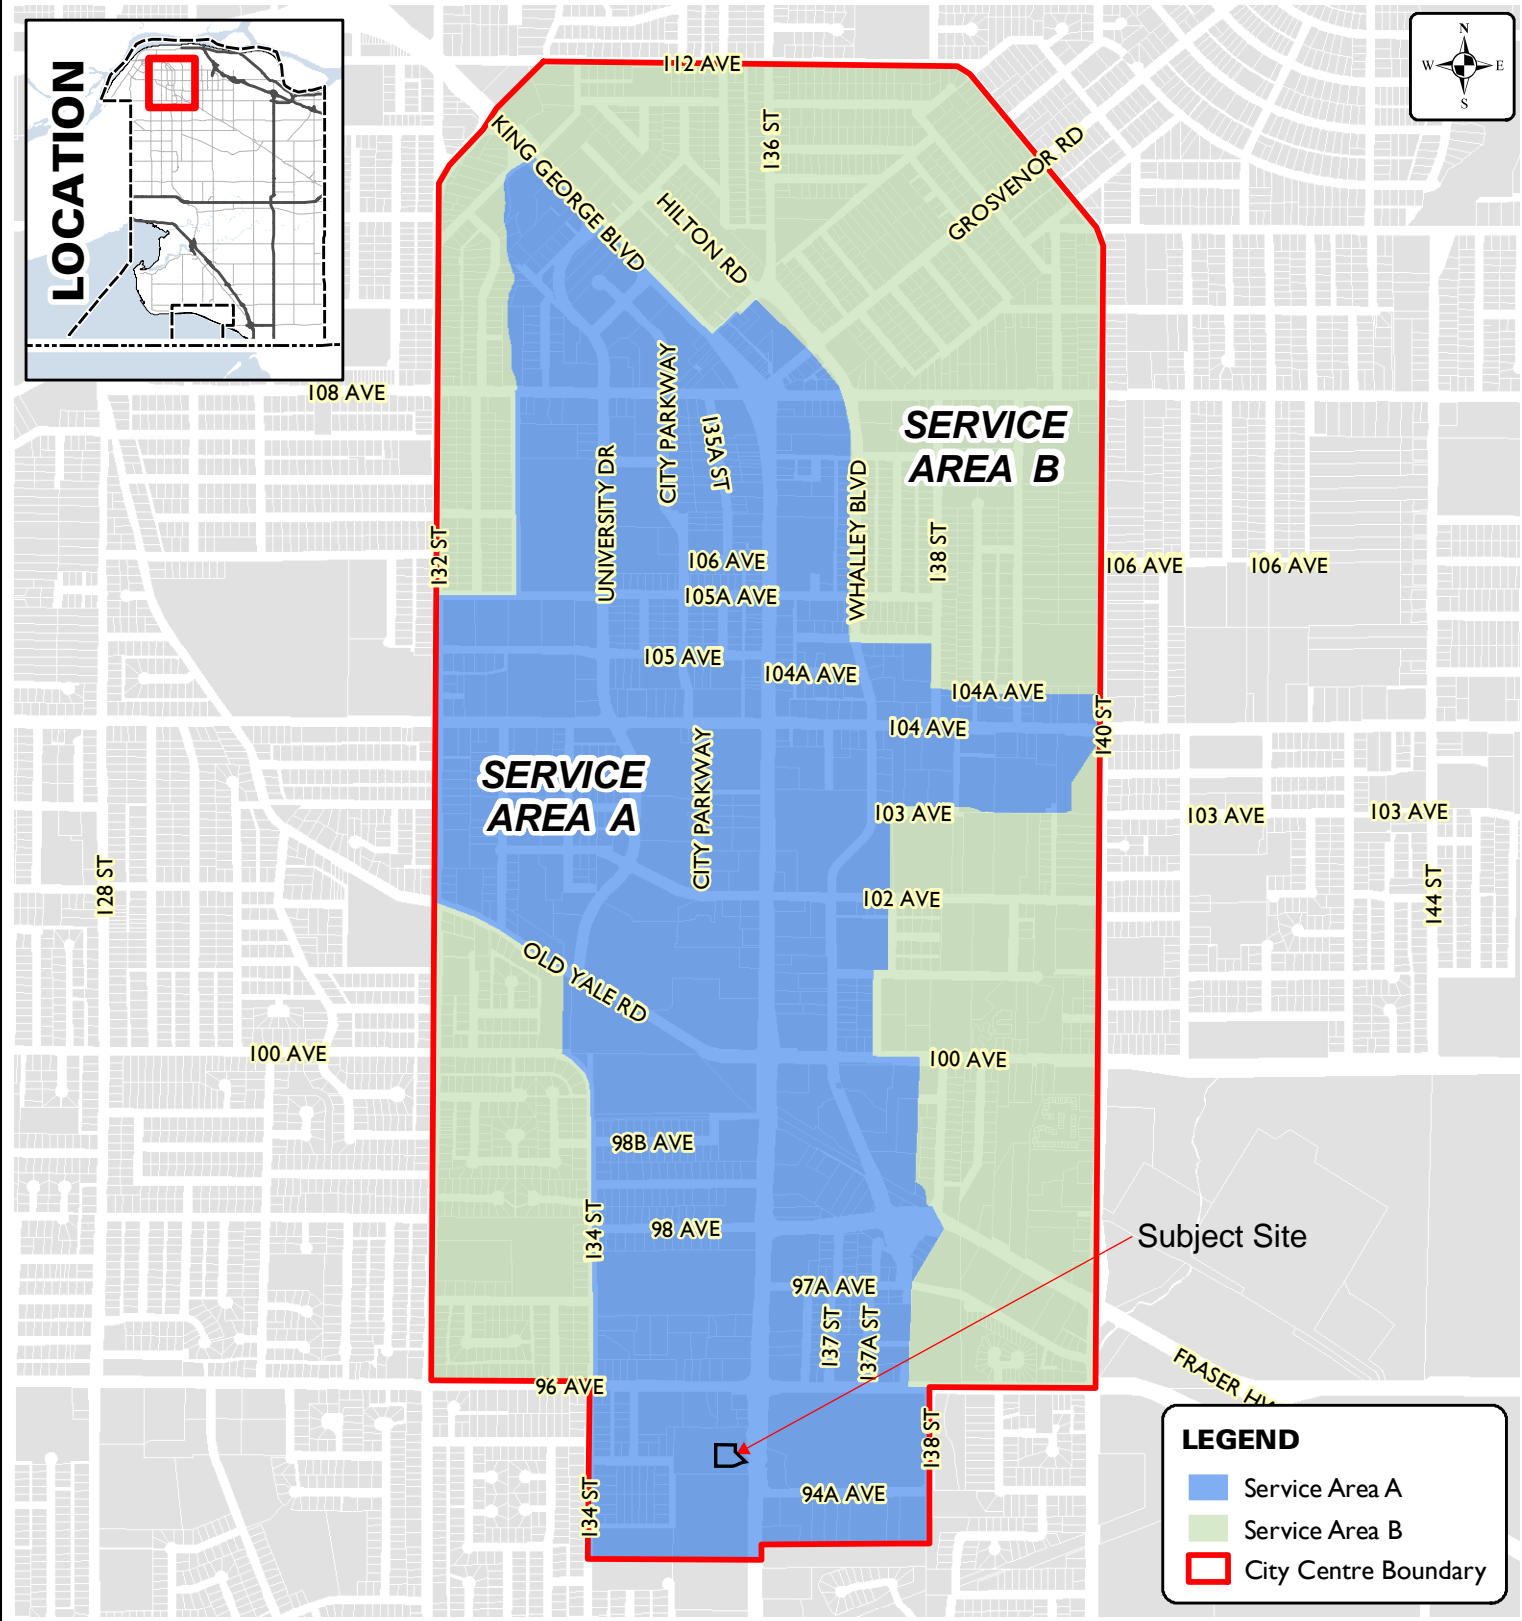 LOCATION
N
W
E
S
112 AVE
136 ST
KING GEORGE BLVD
HILTON RD
GROSVENOR RD
108 AVE
CITY PARKWAY
135A ST
SERVICE
AREA B
UNIVERSITY DR
WHALLEY BLVD
138 ST
132 ST
106 AVE
106 AVE
106 AVE
105A AVE
105 AVE
104A AVE
104A AVE
104 AVE
140 ST
SERVICE
AREA A
CITY PARKWAY
103 AVE
103 AVE
103 AVE
128 ST
102 AVE
144 ST
OLD YALE RD
100 AVE
100 AVE
98B AVE
134 ST
98 AVE
Subject Site
97A AVE
137 ST
137A ST
FRASER
96 AVE
138 ST
134 ST
94A AVE
LEGEND
Service Area A
Service Area B
City Centre Boundary